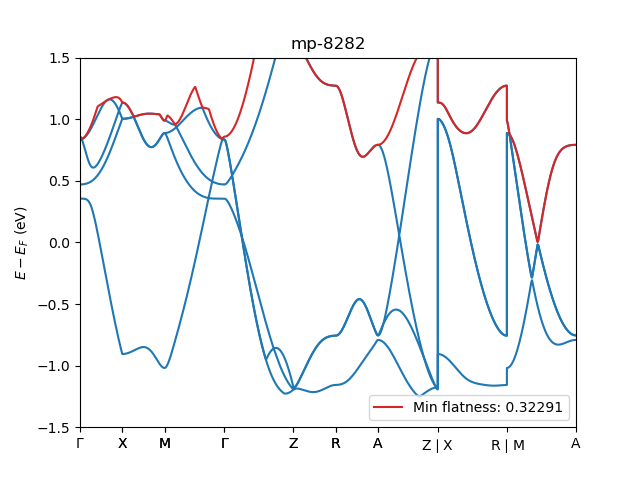 mp-8282
1.5
1.0
0.5
0.0
−0.5
−1.0
−1.5
E − E_F (eV)
Min flatness: 0.32291
Γ X M Γ Z R A Z | X R | M A